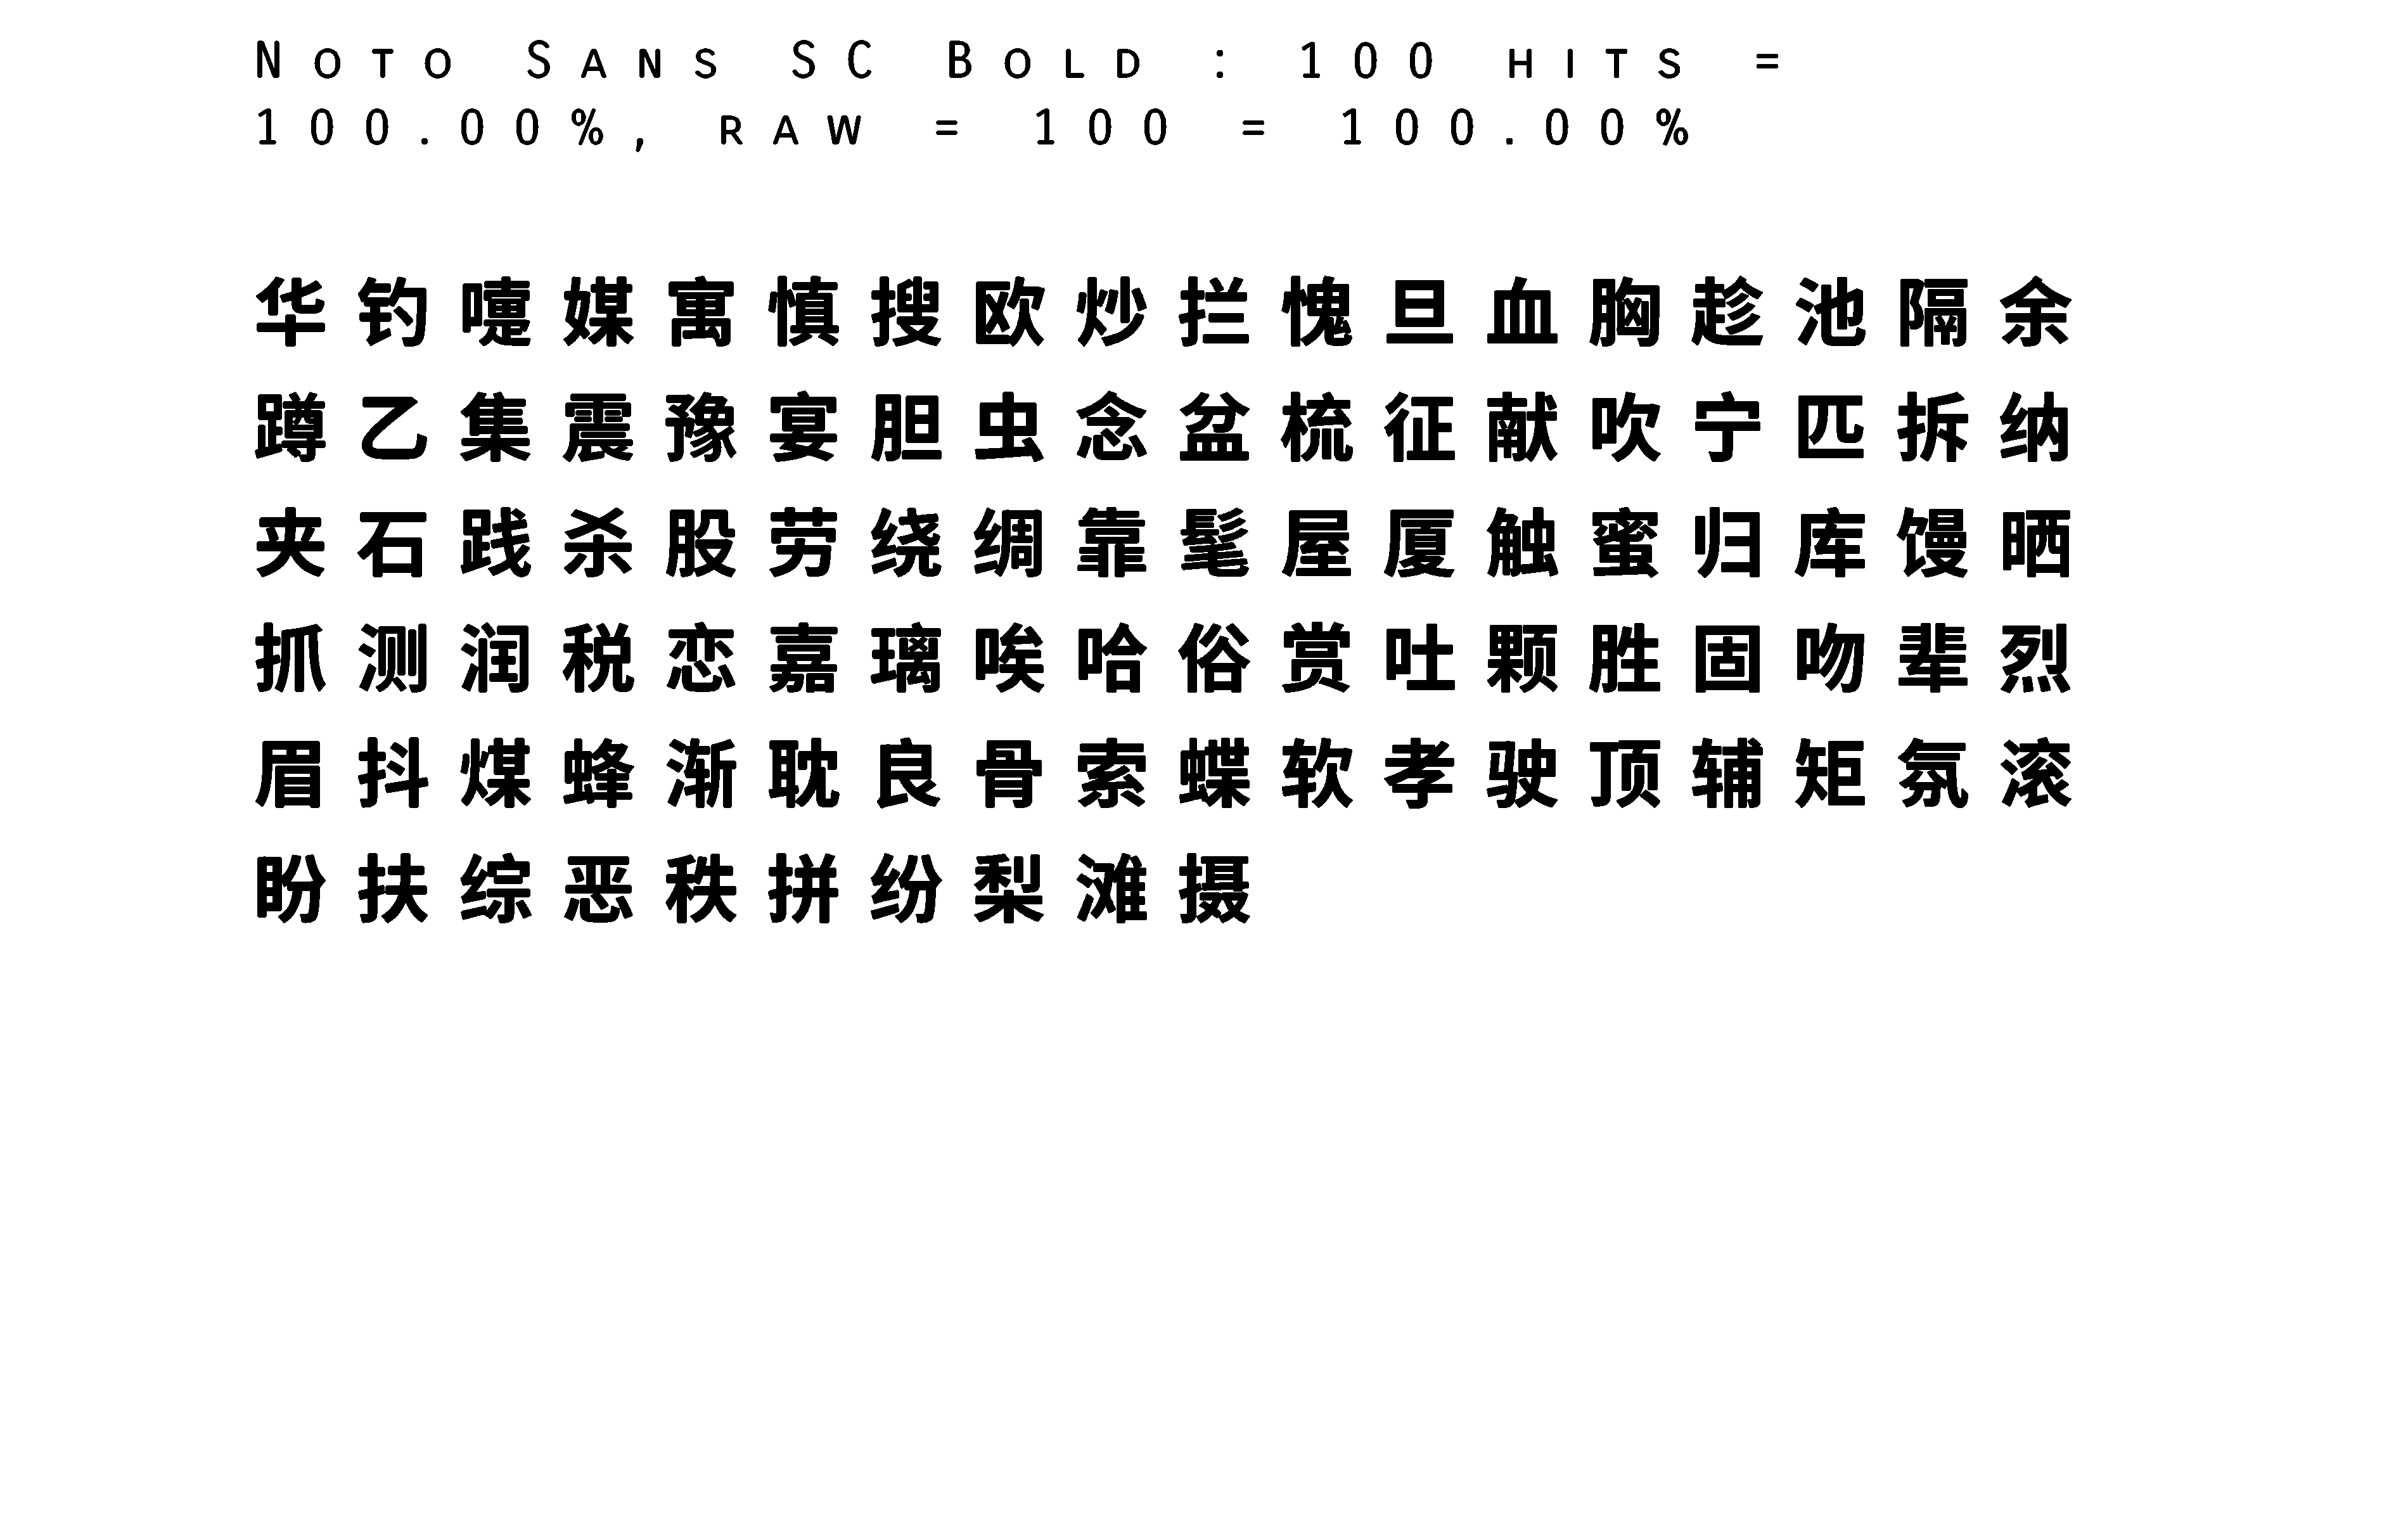 Noto Sans SC Bold : 100 hits =
100.00%, raw = 100 = 100.00%
华钓嚏媒寓慎搜欧炒拦愧旦血胸趁池隔余
蹲乙集震豫宴胆虫念盆梳征献吹宁匹拆纳
夹石践杀股劳绕绸靠髦屋厦触蜜归库馒晒
抓测润税恋嘉璃唉哈俗赏吐颗胜固吻辈烈
眉抖煤蜂渐耽良骨索蝶软孝驶顶辅矩氛滚
盼扶综恶秩拼纷梨滩摄